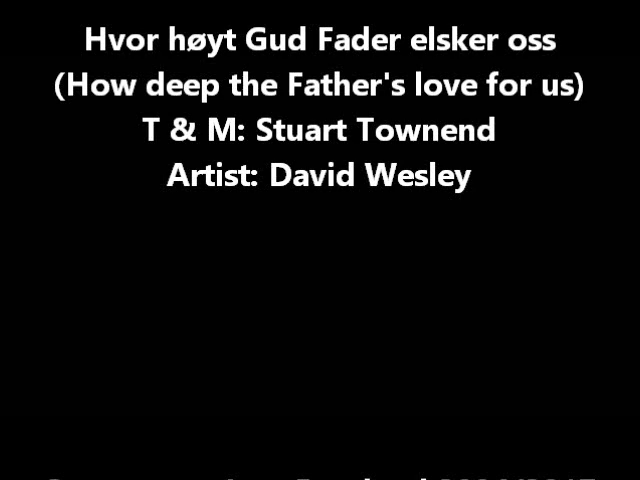 Hvor høyt Gud Fader elsker oss
(How deep the Father's love for us)
T & M: Stuart Townend
Artist: David Wesley